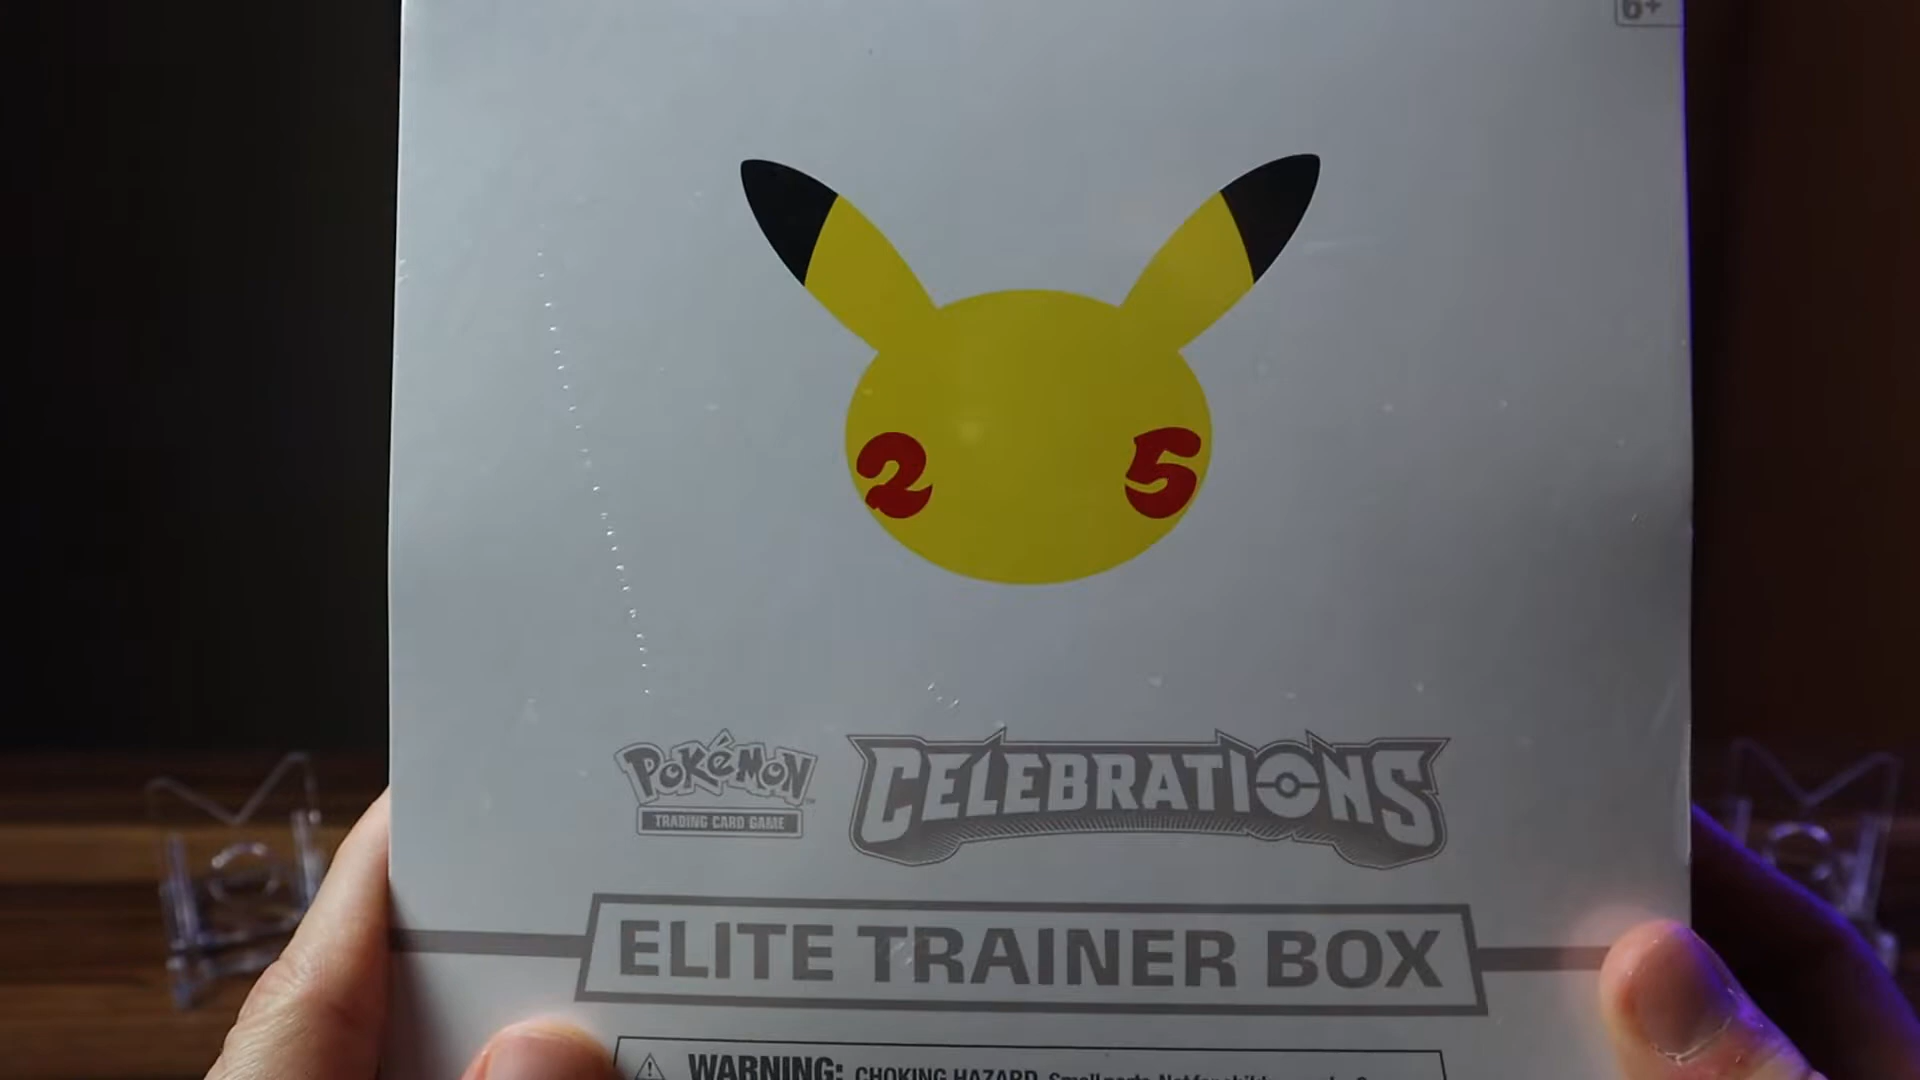 6+
2 5
POKéMON
TRADING CARD GAME
CELEBRATIONS
ELITE TRAINER BOX
WARNING: CHOKING HAZARD